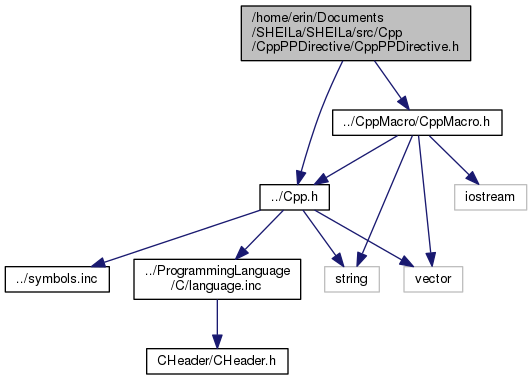 /home/erin/Documents
/SHEILa/SHEILa/src/Cpp
/CppPPDirective/CppPPDirective.h
../CppMacro/CppMacro.h
../Cpp.h
iostream
../symbols.inc
../ProgrammingLanguage
/C/language.inc
string
vector
CHeader/CHeader.h